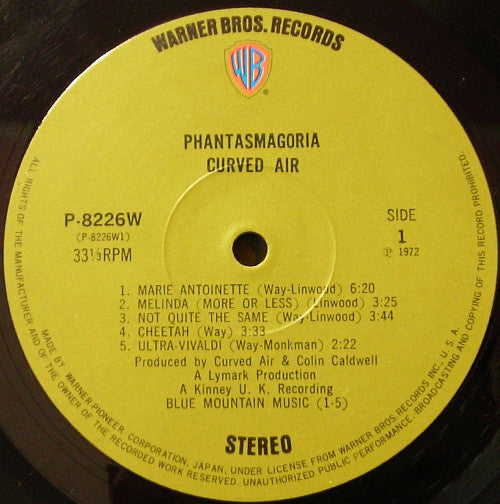 WARNER BROS. RECORDS
WB
®
PHANTASMAGORIA
CURVED AIR
P-8226W
(P-8226W1)
33⅓RPM
SIDE
1
℗ 1972
1. MARIE ANTOINETTE (Way-Linwood) 6:20
2. MELINDA (MORE OR LESS) (Linwood) 3:25
3. NOT QUITE THE SAME (Way-Linwood) 3:44
4. CHEETAH (Way) 3:33
5. ULTRA-VIVALDI (Way-Monkman) 2:22
Produced by Curved Air & Colin Caldwell
A Lymark Production
A Kinney U. K. Recording
BLUE MOUNTAIN MUSIC (1-5)
STEREO
ALL RIGHTS OF THE MANUFACTURER AND OF THE OWNER OF THE RECORDED WORK RESERVED. UNAUTHORIZED PUBLIC PERFORMANCE, BROADCASTING AND COPYING OF THIS RECORD PROHIBITED.
MADE BY WARNER-PIONEER CORPORATION, JAPAN, UNDER LICENSE FROM WARNER BROS. RECORDS INC., U. S. A.